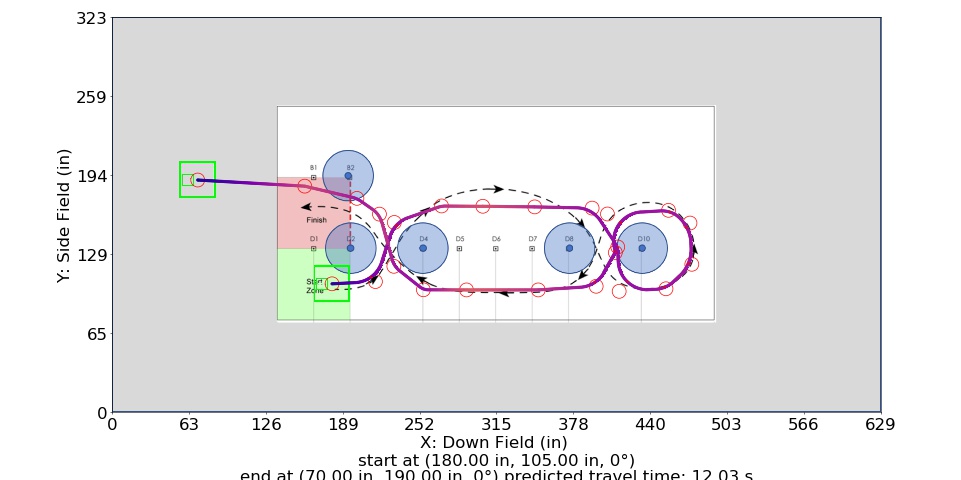 323
259
194
129
65
0
Y: Side Field (in)
B1
B2
Finish
D1
D2
D4
D5
D6
D7
D8
D10
Start
Zone
0
63
126
189
252
315
378
440
503
566
629
X: Down Field (in)
start at (180.00 in, 105.00 in, 0°)
end at (70.00 in, 190.00 in, 0°) predicted travel time: 12.03 s